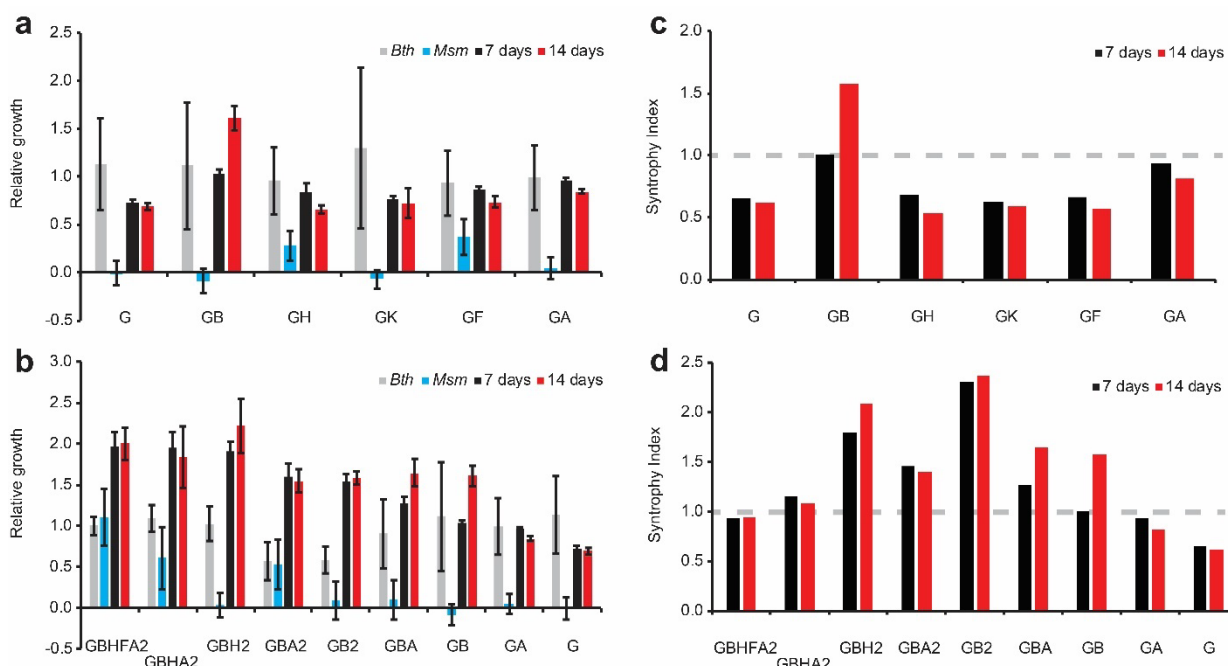 a
Relative growth
Bth Msm 7 days 14 days
2.5
2.0
1.5
1.0
0.5
0.0
-0.5
G GB GH GK GF GA
c
Syntrophy Index
7 days 14 days
2.0
1.5
1.0
0.5
0.0
G GB GH GK GF GA
b
Relative growth
Bth Msm 7 days 14 days
3.0
2.5
2.0
1.5
1.0
0.5
0.0
-0.5
GBHFA2 GBHA2 GBH2 GBA2 GB2 GBA GB GA G
d
Syntrophy Index
7 days 14 days
2.5
2.0
1.5
1.0
0.5
0.0
GBHFA2 GBHA2 GBH2 GBA2 GB2 GBA GB GA G